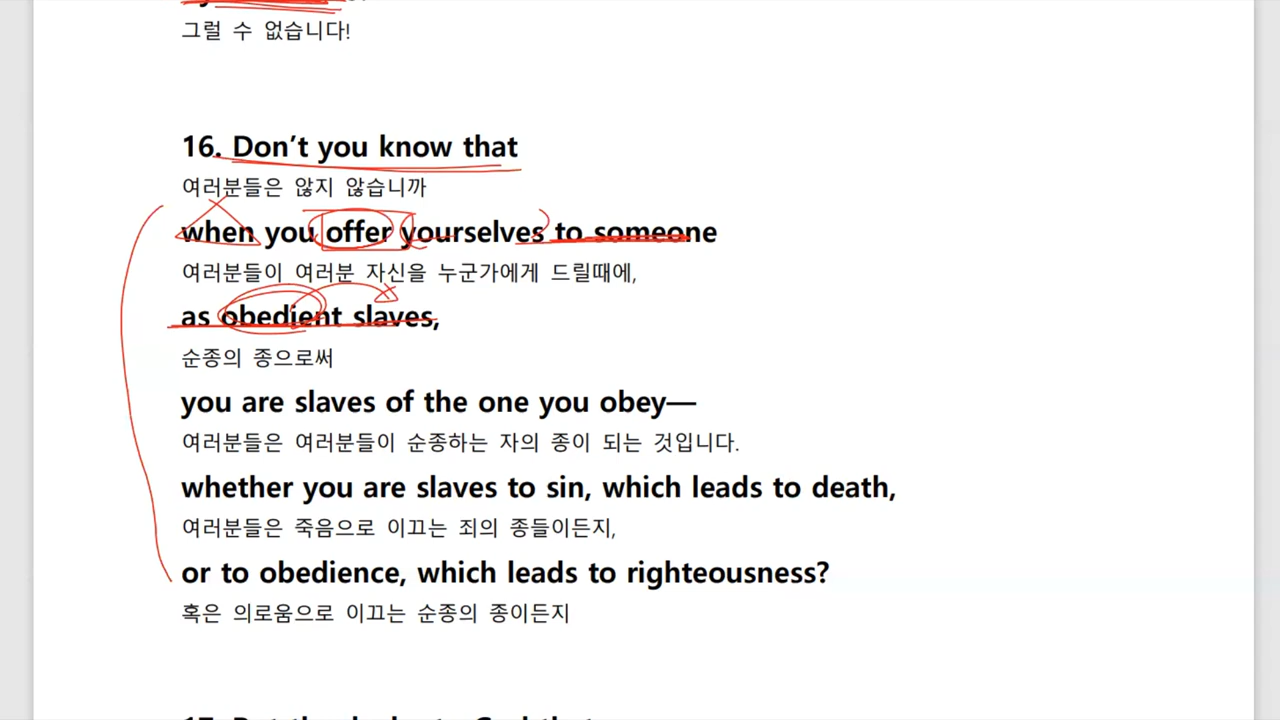 그럴 수 없습니다!
16. Don’t you know that
여러분들은 않지 않습니까
when you offer yourselves to someone
여러분들이 여러분 자신을 누군가에게 드릴때에,
as obedient slaves,
순종의 종으로써
you are slaves of the one you obey—
여러분들은 여러분들이 순종하는 자의 종이 되는 것입니다.
whether you are slaves to sin, which leads to death,
여러분들은 죽음으로 이끄는 죄의 종들이든지,
or to obedience, which leads to righteousness?
혹은 의로움으로 이끄는 순종의 종이든지